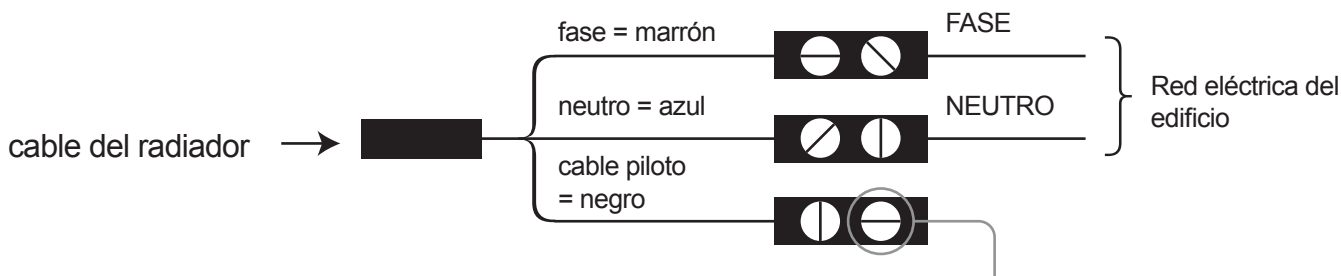 fase = marrón
FASE
neutro = azul
NEUTRO
Red eléctrica del
edificio
cable del radiador
cable piloto
= negro